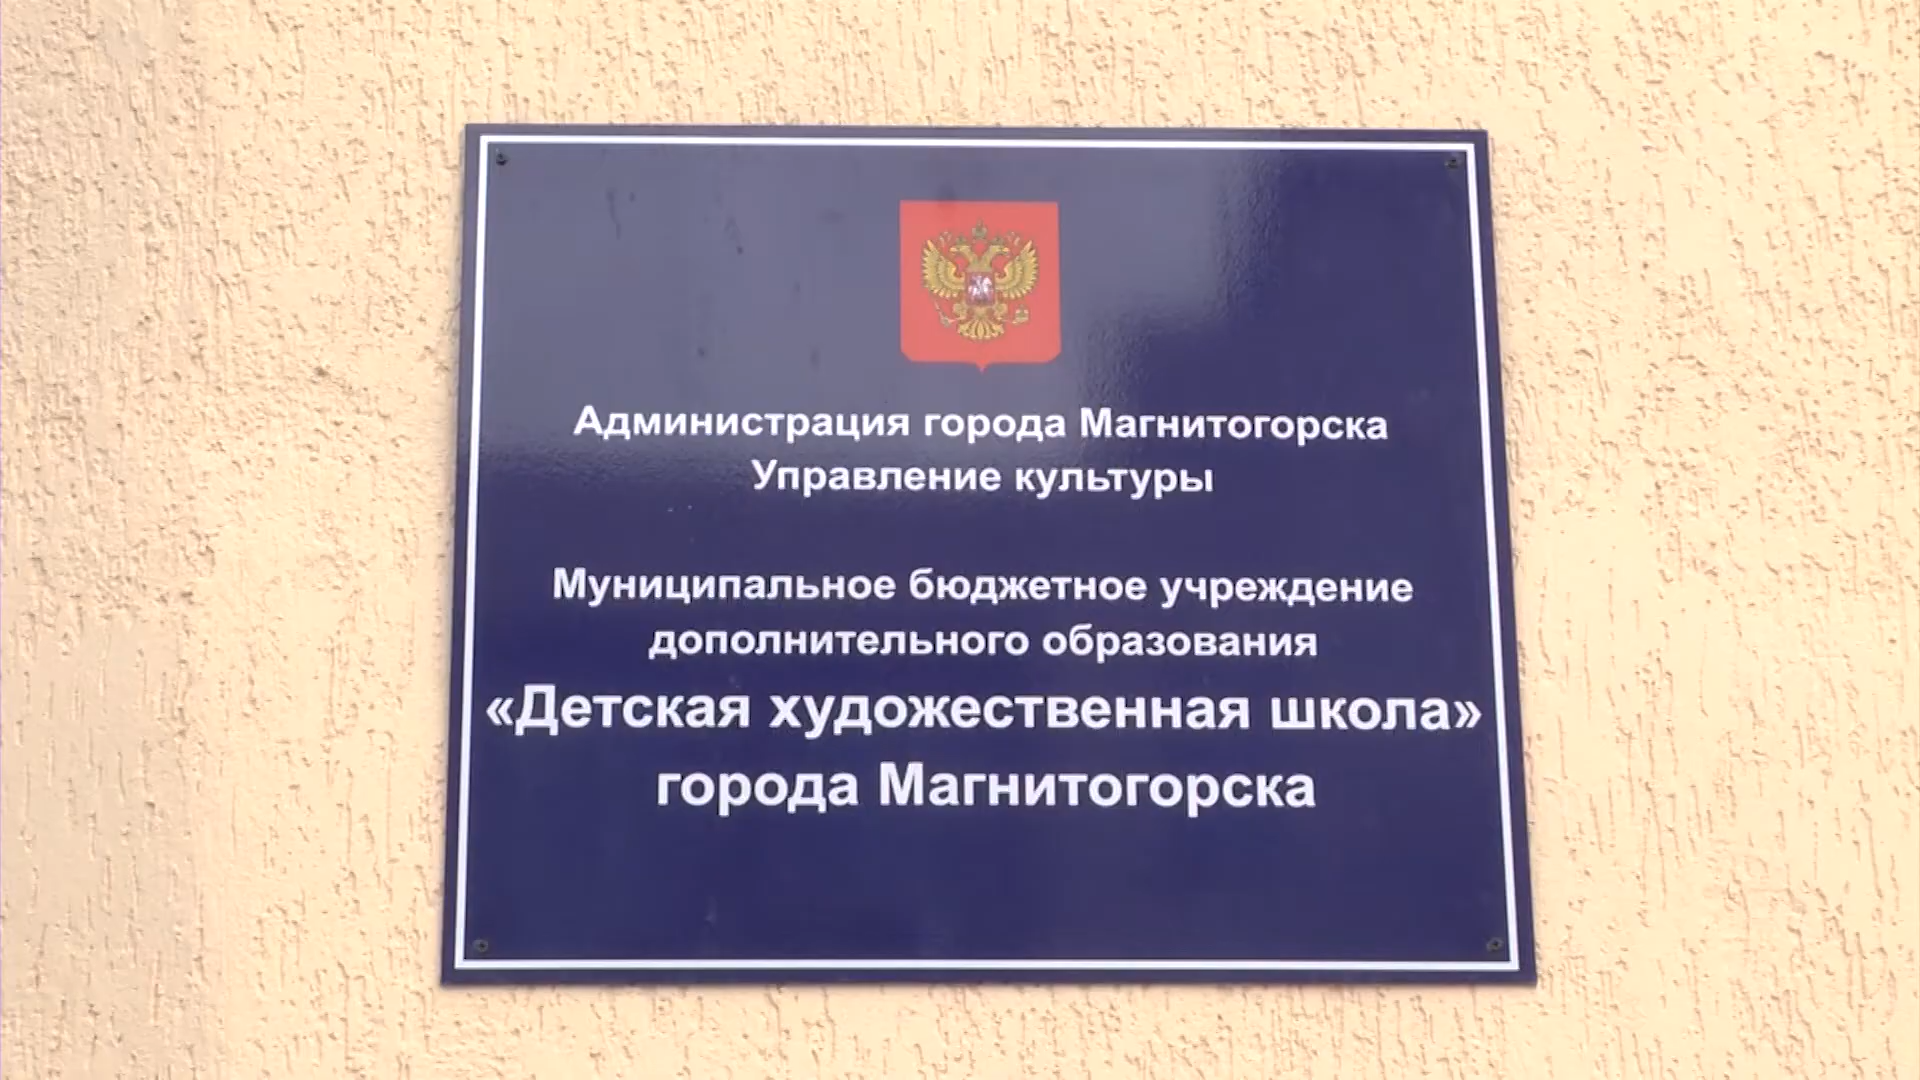 Администрация города Магнитогорска
Управление культуры
Муниципальное бюджетное учреждение
дополнительного образования
«Детская художественная школа»
города Магнитогорска